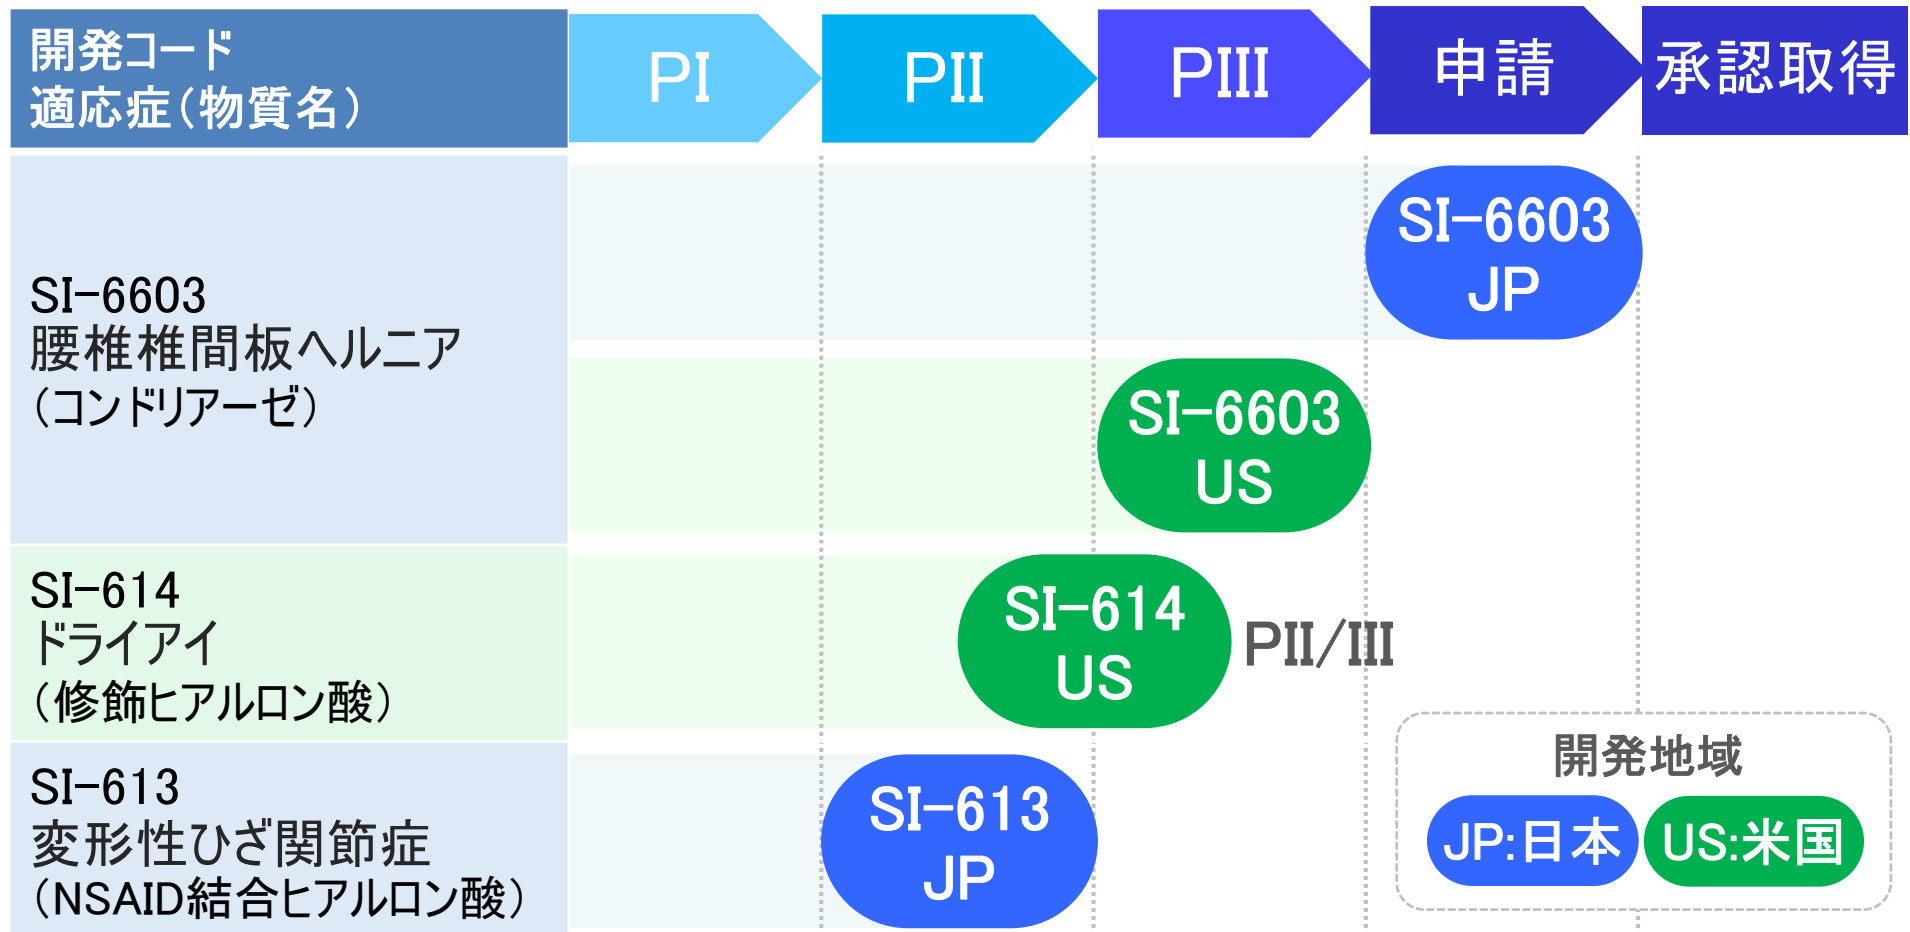 開発コード
適応症（物質名）
PⅠ
PⅡ
PⅢ
申請
承認取得
SI-6603
腰椎椎間板ヘルニア
（コンドリアーゼ）
SI-6603
JP
SI-6603
US
SI-614
ドライアイ
（修飾ヒアルロン酸）
SI-614
US
PⅡ/Ⅲ
SI-613
変形性ひざ関節症
（NSAID結合ヒアルロン酸）
SI-613
JP
開発地域
JP:日本
US:米国